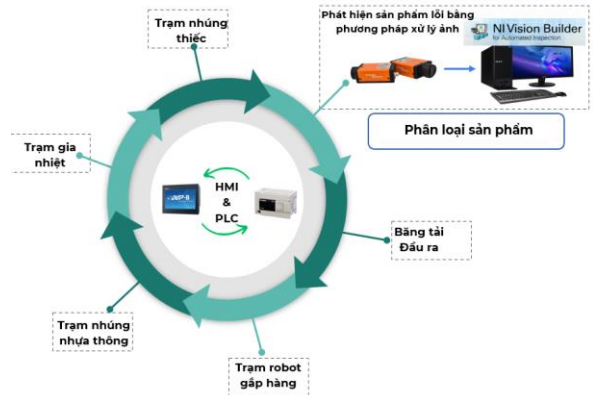 Trạm nhúng
thiếc
Phát hiện sản phẩm lỗi bằng
phương pháp xử lý ảnh
NI Vision Builder
for Automated Inspection
Phân loại sản phẩm
Trạm gia
nhiệt
HMI
&
PLC
Băng tải
Đầu ra
Trạm nhúng
nhựa thông
Trạm robot
gắp hàng